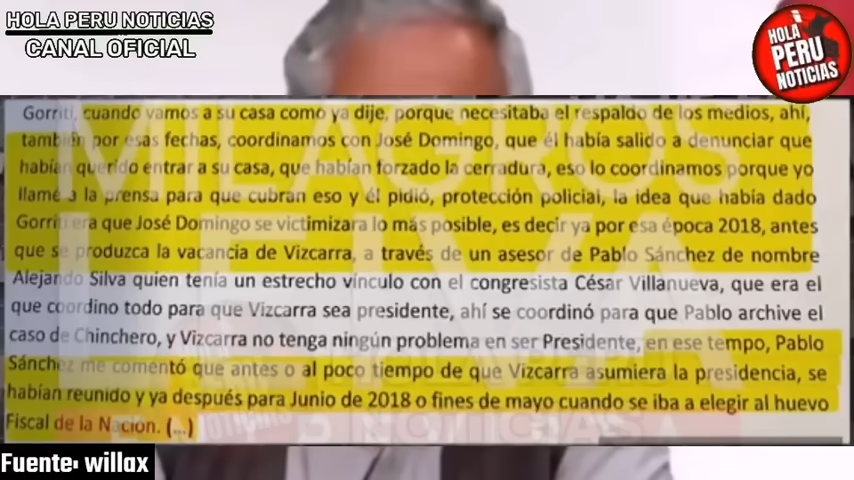 HOLA PERU NOTICIAS
CANAL OFICIAL
HOLA
PERU
NOTICIAS
Gorriti, cuando vamos a su casa como ya dije, porque necesitaba el respaldo de los medios, ahí,
también por esas fechas, coordinamos con José Domingo, que él había salido a denunciar que
habían querido entrar a su casa, que habían forzado la cerradura, eso lo coordinamos porque yo
llamé a la prensa para que cubran eso y él pidió, protección policial, la idea que había dado
Gorriti era que José Domingo se victimizara lo más posible, es decir ya por esa época 2018, antes
que se produzca la vacancia de Vizcarra, a través de un asesor de Pablo Sánchez de nombre
Alejando Silva quien tenía un estrecho vínculo con el congresista César Villanueva, que era el
que coordino todo para que Vizcarra sea presidente, ahí se coordinó para que Pablo archive el
caso de Chinchero, y Vizcarra no tenga ningún problema en ser Presidente, en ese tempo, Pablo
Sánchez me comentó que antes o al poco tiempo de que Vizcarra asumiera la presidencia, se
habían reunido y ya después para Junio de 2018 o fines de mayo cuando se iba a elegir al huevo
Fiscal de la Nación. (...)
MILAGROS
LEIVA
Fuente: willax